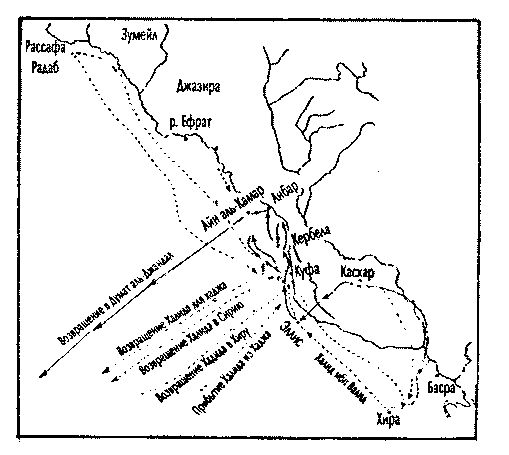 Зумейл
Рассафа
Радаб
Джазира
р. Ефрат
Айн аль-Хамар
Анбар
Кербела
Куфа
Касхар
Возвращение в Думат аль Джандал
Возвращение Халида для хаджа
Возвращение Халида в Сирию
Возвращение Халида в Хиру
Прибытие Халида из Хаджа
Эллис
Халид ибн Валид
Басра
Хира